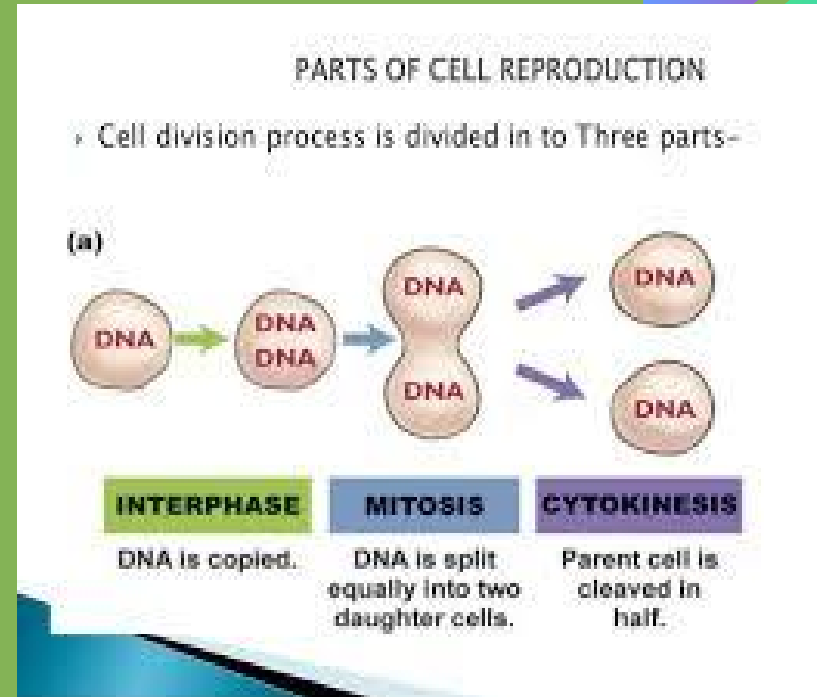 PARTS OF CELL REPRODUCTION
› Cell division process is divided in to Three parts-
(a)
DNA
DNA
DNA
DNA
DNA
DNA
DNA
INTERPHASE
MITOSIS
CYTOKINESIS
DNA is copied.
DNA is split
equally into two
daughter cells.
Parent cell is
cleaved in
half.